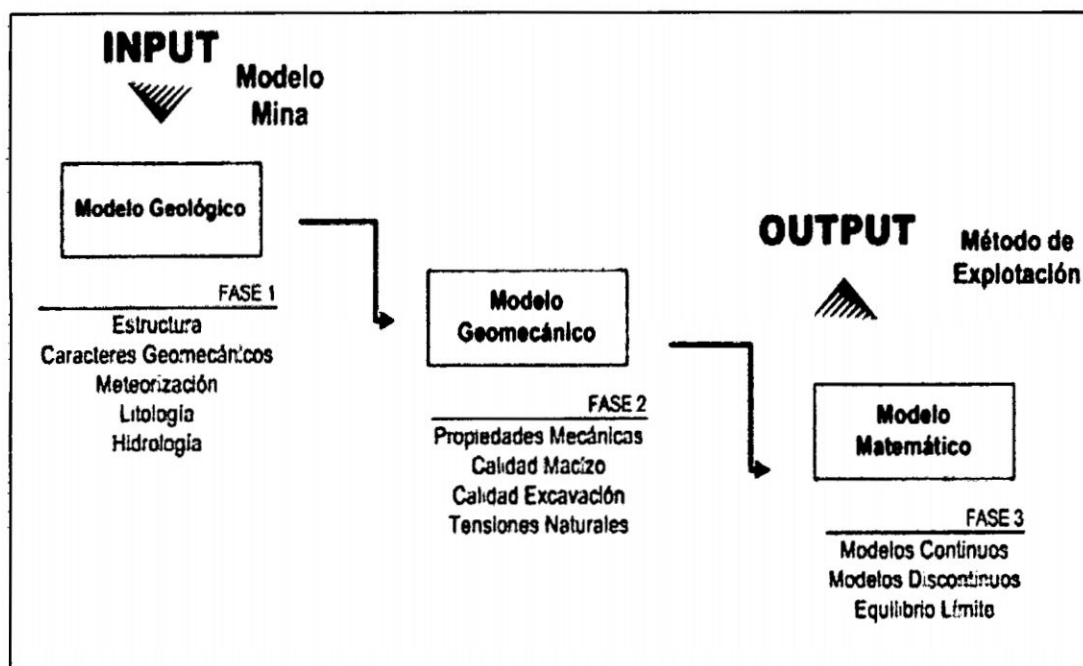 INPUT
Modelo
Mina
Modelo Geológico
FASE 1
Estructura
Caracteres Geomecánicos
Meteorización
Litología
Hidrología
Modelo
Geomecánico
FASE 2
Propiedades Mecánicas
Calidad Macizo
Calidad Excavación
Tensiones Naturales
OUTPUT
Método de
Explotación
Modelo
Matemático
FASE 3
Modelos Continuos
Modelos Discontinuos
Equilibrio Límite